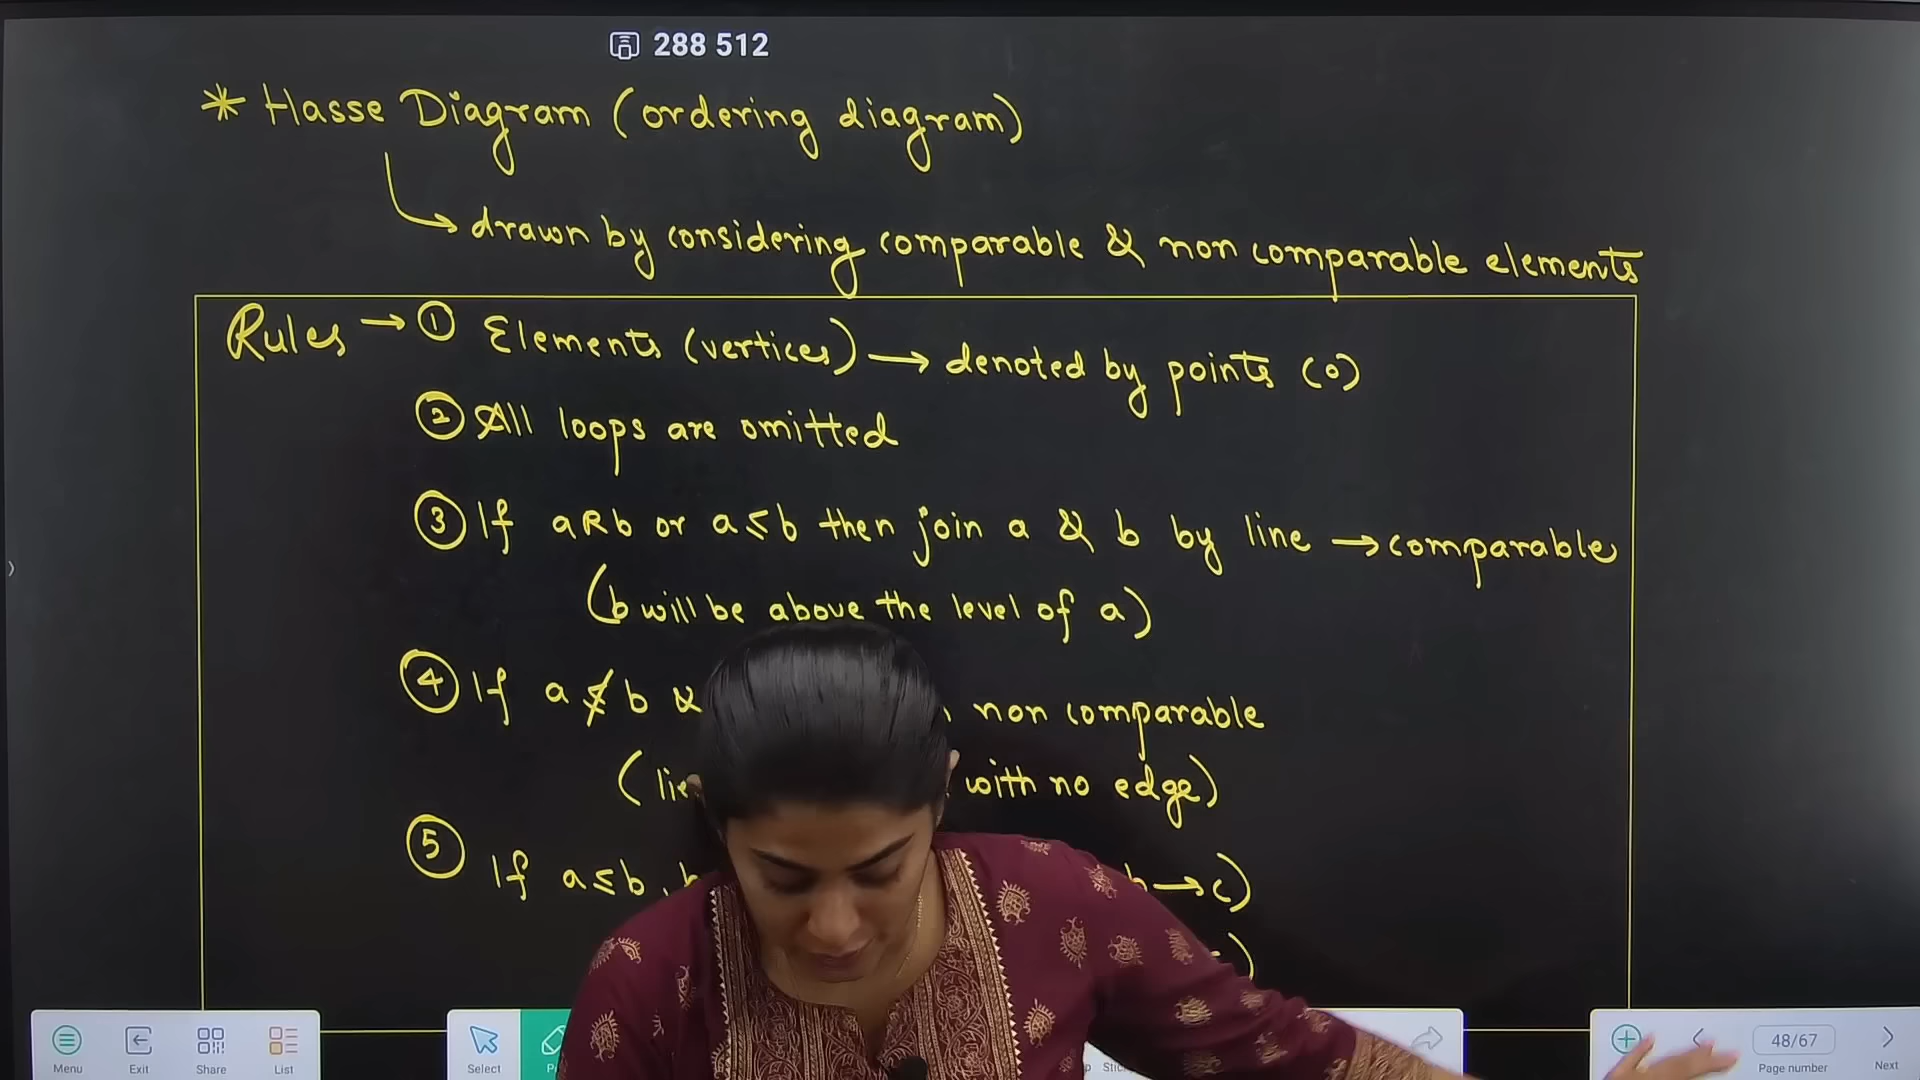 288 512
* Hasse Diagram (ordering diagram)
→ drawn by considering comparable & non comparable elements
Rules → ① Elements (vertices) → denoted by points (o)
② All loops are omitted
③ If aRb or a≤b then join a & b by line → comparable
(b will be above the level of a)
④ If a≰b & non comparable
with no edge)
⑤ If a≤b, b→c)
Menu Exit Share List Select 48/67 Page number Next